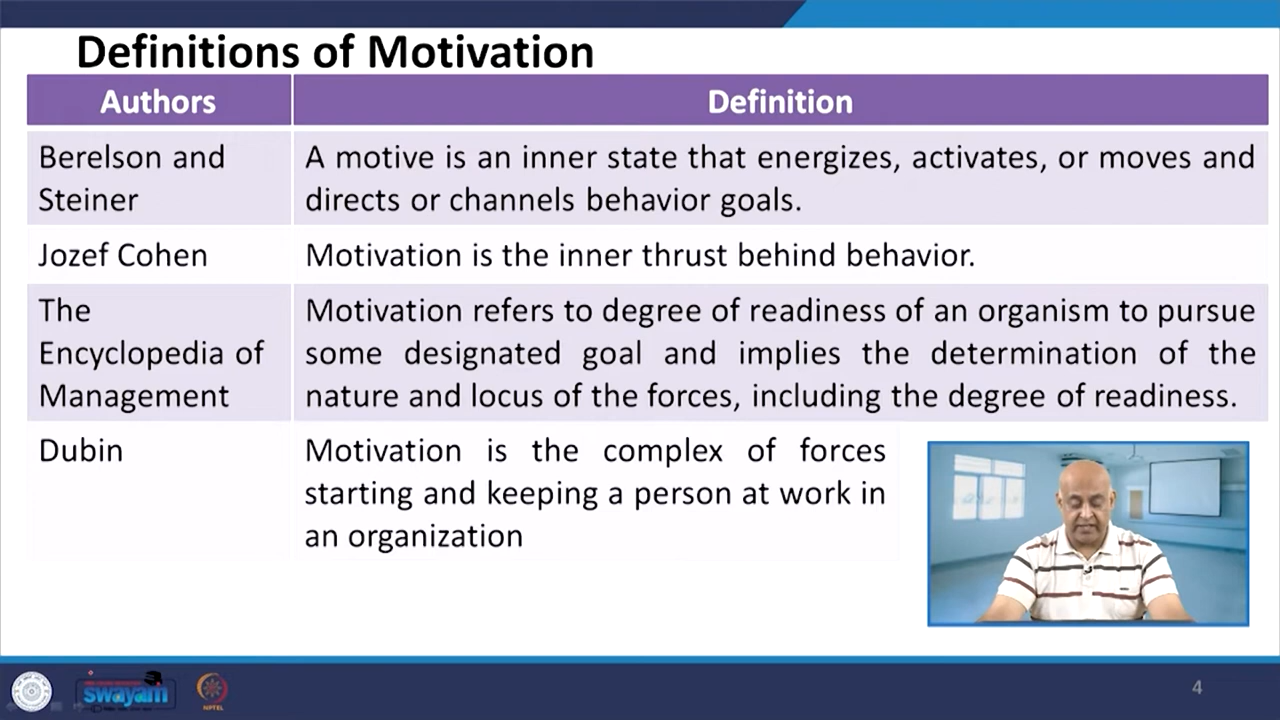 Definitions of Motivation
Authors
Definition
Berelson and
Steiner
A motive is an inner state that energizes, activates, or moves and
directs or channels behavior goals.
Jozef Cohen
Motivation is the inner thrust behind behavior.
The
Encyclopedia of
Management
Motivation refers to degree of readiness of an organism to pursue
some designated goal and implies the determination of the
nature and locus of the forces, including the degree of readiness.
Dubin
Motivation is the complex of forces
starting and keeping a person at work in
an organization
swayam
NPTEL
4